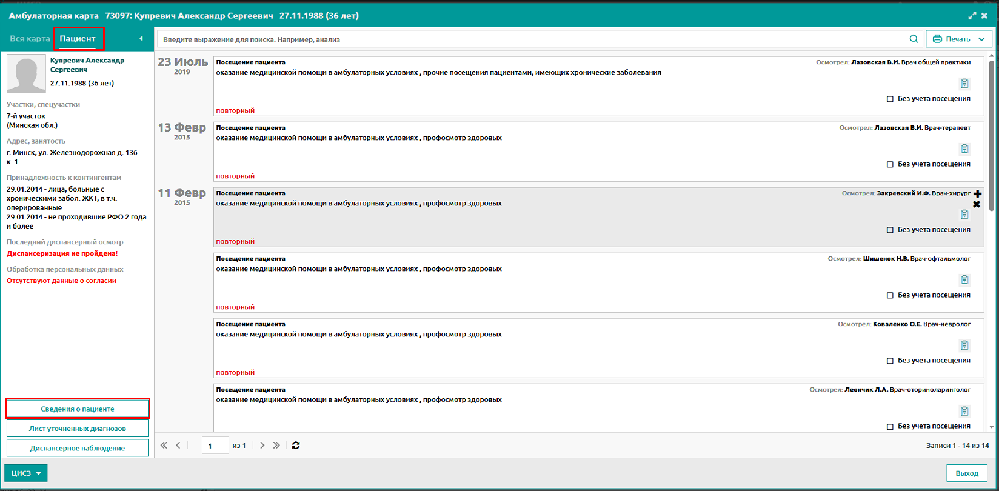 Амбулаторная карта 73097: Купревич Александр Сергеевич 27.11.1988 (36 лет)
Вся карта Пациент
Введите выражение для поиска. Например, анализ
Печать
Купревич Александр
Сергеевич
27.11.1988 (36 лет)
Участки, спецучастки
7-й участок
(Минская обл.)
Адрес, занятость
г. Минск, ул. Железнодорожная д. 136
к. 1
Принадлежность к контингентам
29.01.2014 - лица, больные с
хроническими забол. ЖКТ, в т.ч.
оперированные
29.01.2014 - не проходившие РФО 2 года
и более
Последний диспансерный осмотр
Диспансеризация не пройдена!
Обработка персональных данных
Отсутствуют данные о согласии
Сведения о пациенте
Лист уточненных диагнозов
Диспансерное наблюдение
23 Июль
2019
Посещение пациента
Осмотрел: Лазовская В.И. Врач общей практики
оказание медицинской помощи в амбулаторных условиях , прочие посещения пациентами, имеющих хронические заболевания
Без учета посещения
повторный
13 Февр
2015
Посещение пациента
Осмотрел: Лазовская В.И. Врач-терапевт
оказание медицинской помощи в амбулаторных условиях , профосмотр здоровых
Без учета посещения
повторный
11 Февр
2015
Посещение пациента
Осмотрел: Закревский И.Ф. Врач-хирург
оказание медицинской помощи в амбулаторных условиях , профосмотр здоровых
Без учета посещения
повторный
Посещение пациента
Осмотрел: Шишенок Н.В. Врач-офтальмолог
оказание медицинской помощи в амбулаторных условиях , профосмотр здоровых
Без учета посещения
повторный
Посещение пациента
Осмотрел: Коваленко О.Е. Врач-невролог
оказание медицинской помощи в амбулаторных условиях , профосмотр здоровых
Без учета посещения
повторный
Посещение пациента
Осмотрел: Леончик Л.А. Врач-оториноларинголог
оказание медицинской помощи в амбулаторных условиях , профосмотр здоровых
Без учета посещения
1 из 1
Записи 1 - 14 из 14
ЦИСЗ
Выход